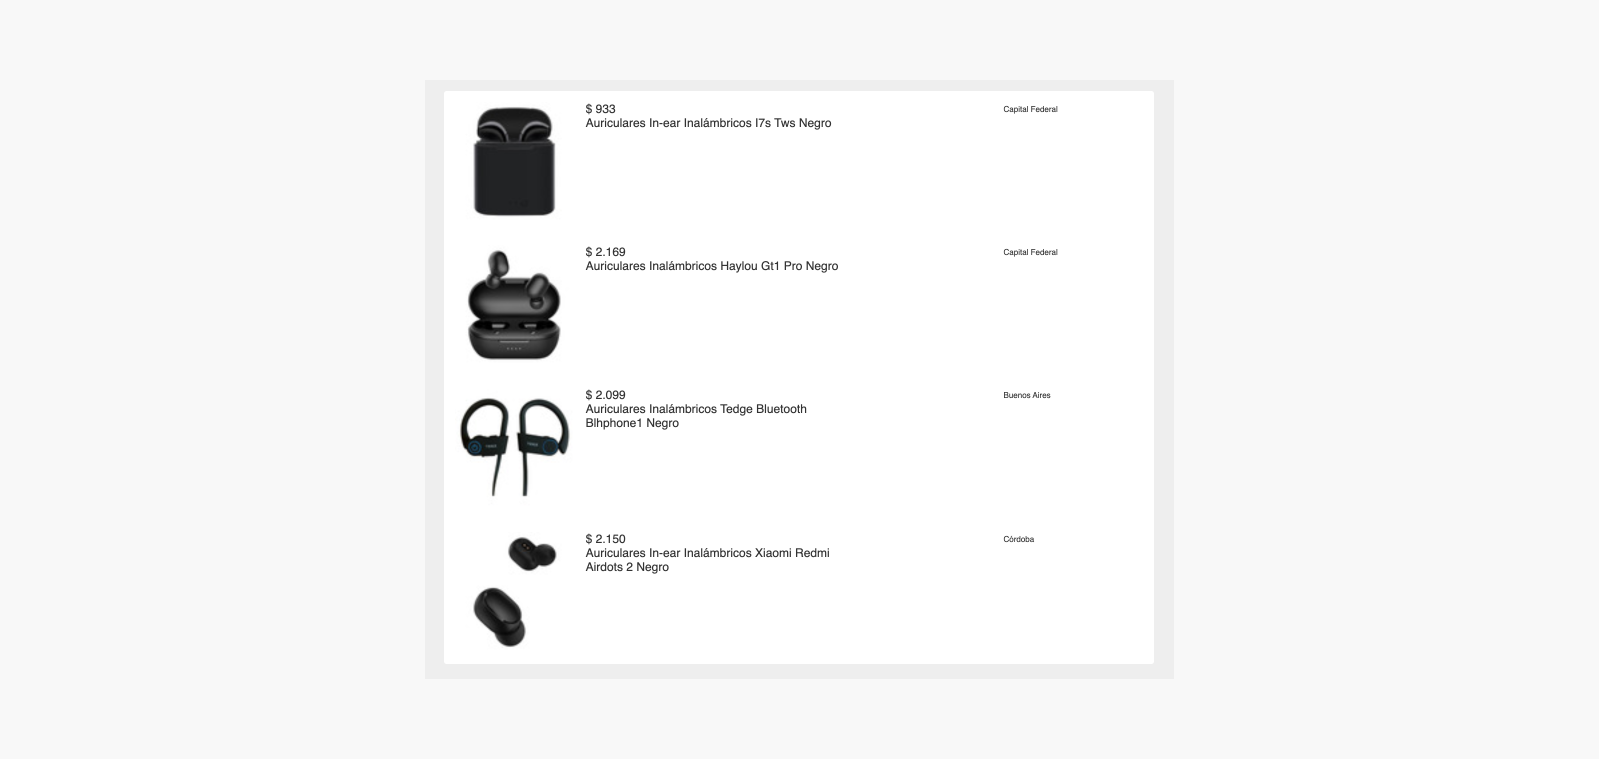 $ 933
Auriculares In-ear Inalámbricos I7s Tws Negro
Capital Federal
$ 2.169
Auriculares Inalámbricos Haylou Gt1 Pro Negro
Capital Federal
$ 2.099
Auriculares Inalámbricos Tedge Bluetooth
Blhphone1 Negro
Buenos Aires
$ 2.150
Auriculares In-ear Inalámbricos Xiaomi Redmi
Airdots 2 Negro
Córdoba